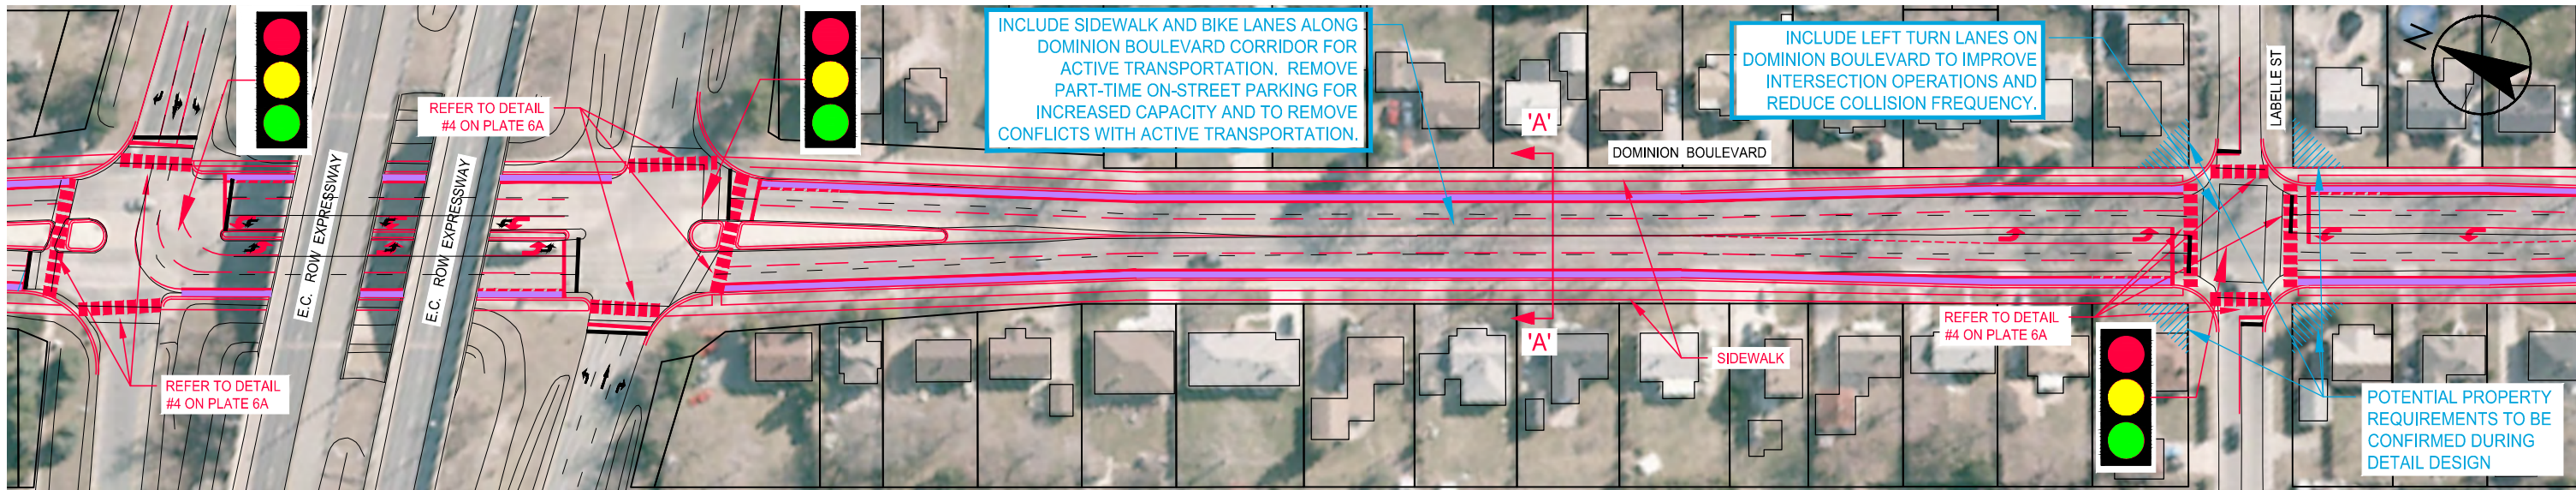 INCLUDE SIDEWALK AND BIKE LANES ALONG
DOMINION BOULEVARD CORRIDOR FOR
ACTIVE TRANSPORTATION. REMOVE
PART-TIME ON-STREET PARKING FOR
INCREASED CAPACITY AND TO REMOVE
CONFLICTS WITH ACTIVE TRANSPORTATION.
INCLUDE LEFT TURN LANES ON
DOMINION BOULEVARD TO IMPROVE
INTERSECTION OPERATIONS AND
REDUCE COLLISION FREQUENCY.
N
LABELLE ST
REFER TO DETAIL
#4 ON PLATE 6A
'A'
DOMINION BOULEVARD
E.C. ROW EXPRESSWAY
E.C. ROW EXPRESSWAY
REFER TO DETAIL
#4 ON PLATE 6A
'A'
SIDEWALK
REFER TO DETAIL
#4 ON PLATE 6A
POTENTIAL PROPERTY
REQUIREMENTS TO BE
CONFIRMED DURING
DETAIL DESIGN